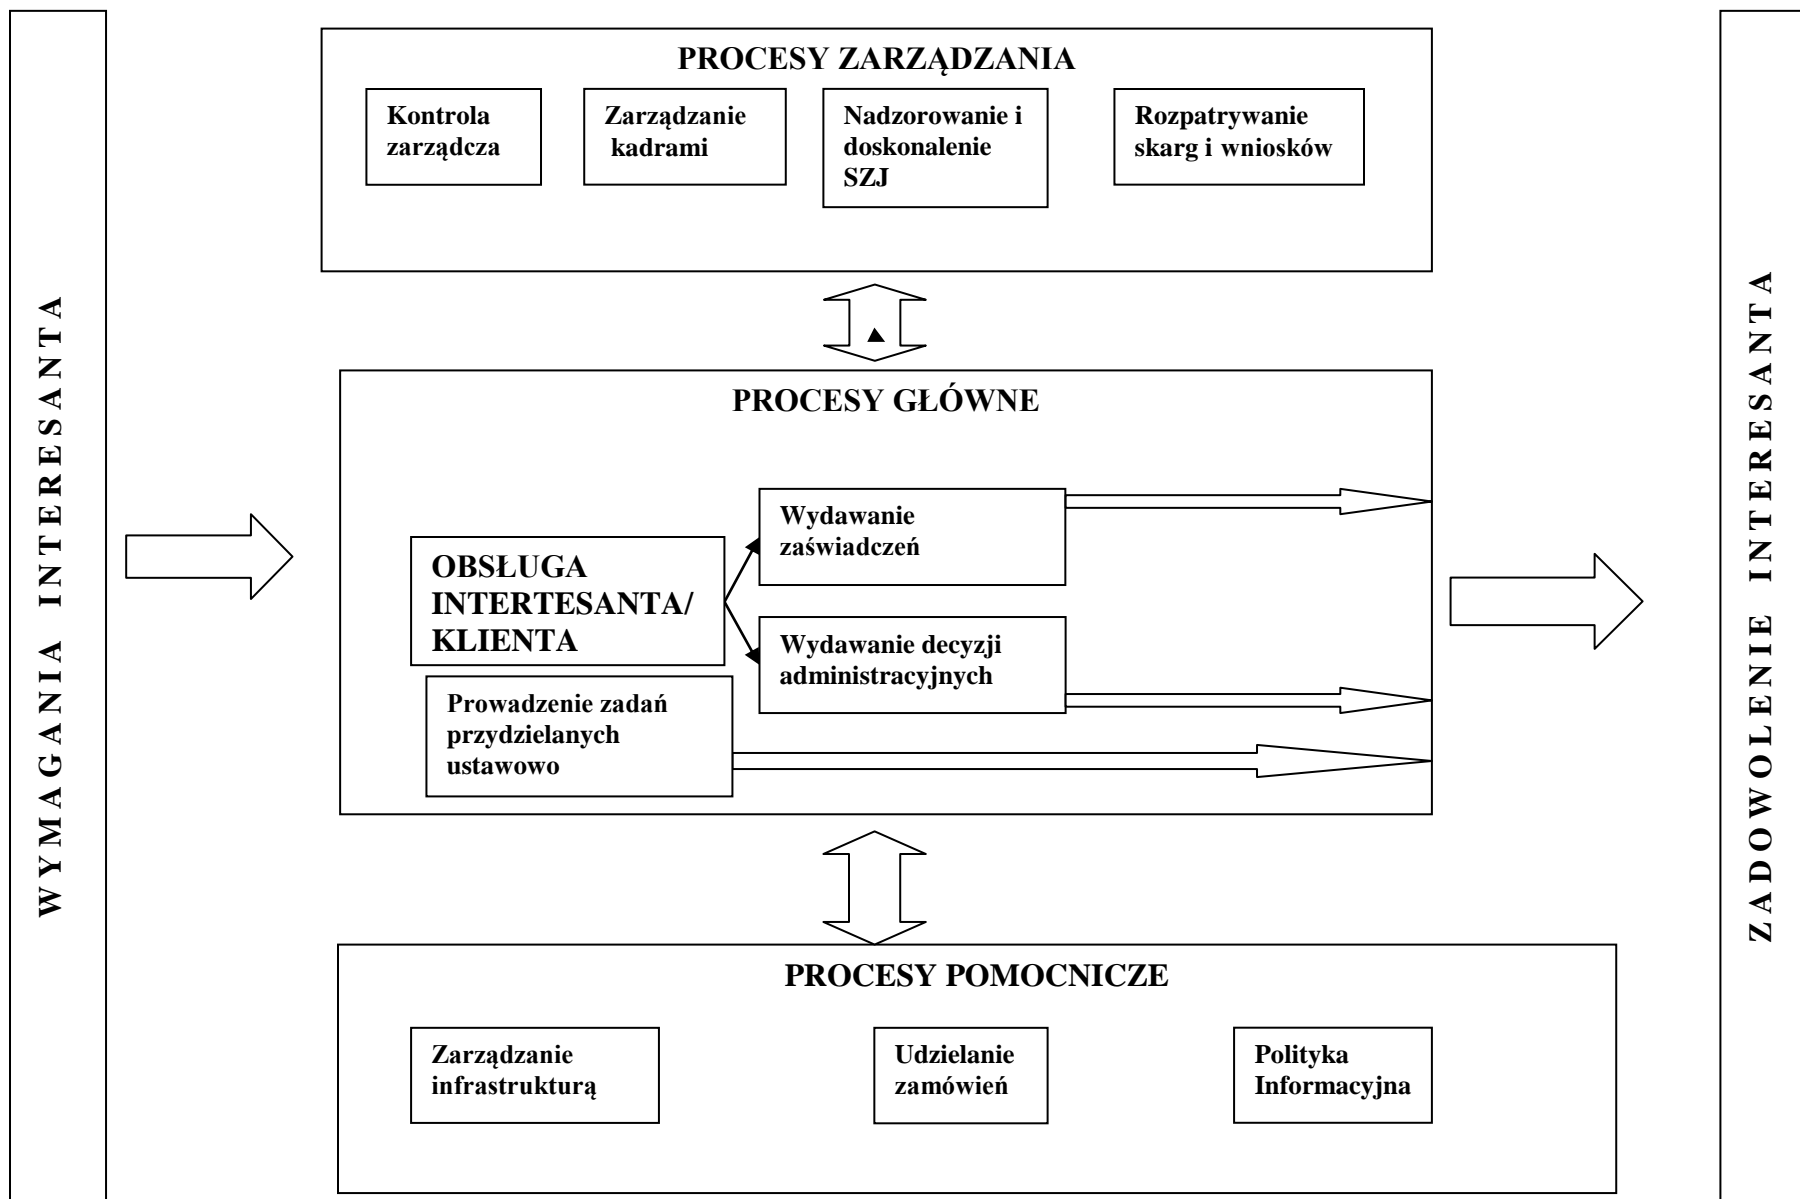 WYMAGANIA INTERESANTA
PROCESY ZARZĄDZANIA
Kontrola
zarządcza
Zarządzanie
kadrami
Nadzorowanie i
doskonalenie
SZJ
Rozpatrywanie
skarg i wniosków
PROCESY GŁÓWNE
OBSŁUGA
INTERTESANTA/
KLIENTA
Wydawanie
zaświadczeń
Wydawanie decyzji
administracyjnych
Prowadzenie zadań
przydzielanych
ustawowo
PROCESY POMOCNICZE
Zarządzanie
infrastrukturą
Udzielanie
zamówień
Polityka
Informacyjna
ZADOWOLENIE INTERESANTA